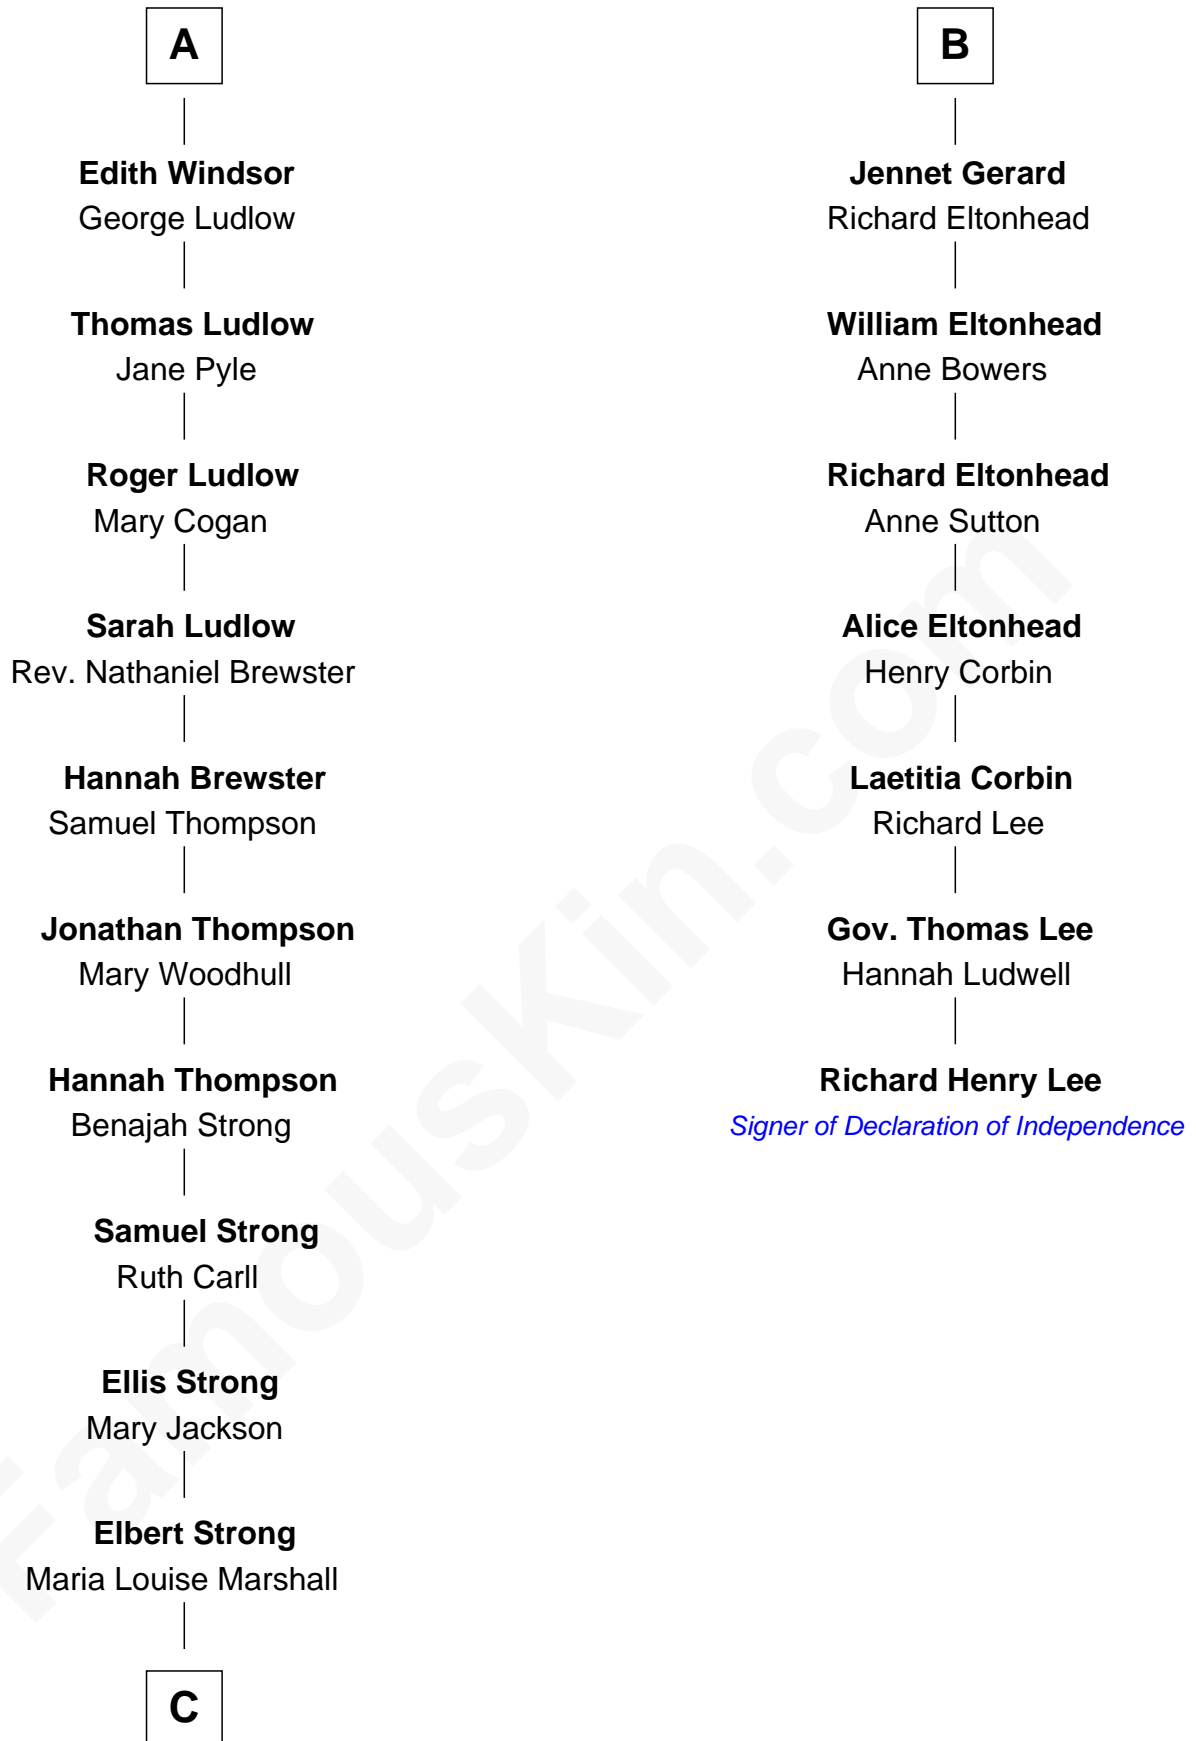 A
Edith Windsor
George Ludlow
Thomas Ludlow
Jane Pyle
Roger Ludlow
Mary Cogan
Sarah Ludlow
Rev. Nathaniel Brewster
Hannah Brewster
Samuel Thompson
Jonathan Thompson
Mary Woodhull
Hannah Thompson
Benajah Strong
Samuel Strong
Ruth Carll
Ellis Strong
Mary Jackson
Elbert Strong
Maria Louise Marshall
C
B
Jennet Gerard
Richard Eltonhead
William Eltonhead
Anne Bowers
Richard Eltonhead
Anne Sutton
Alice Eltonhead
Henry Corbin
Laetitia Corbin
Richard Lee
Gov. Thomas Lee
Hannah Ludwell
Richard Henry Lee
Signer of Declaration of Independence
FamousKin.com